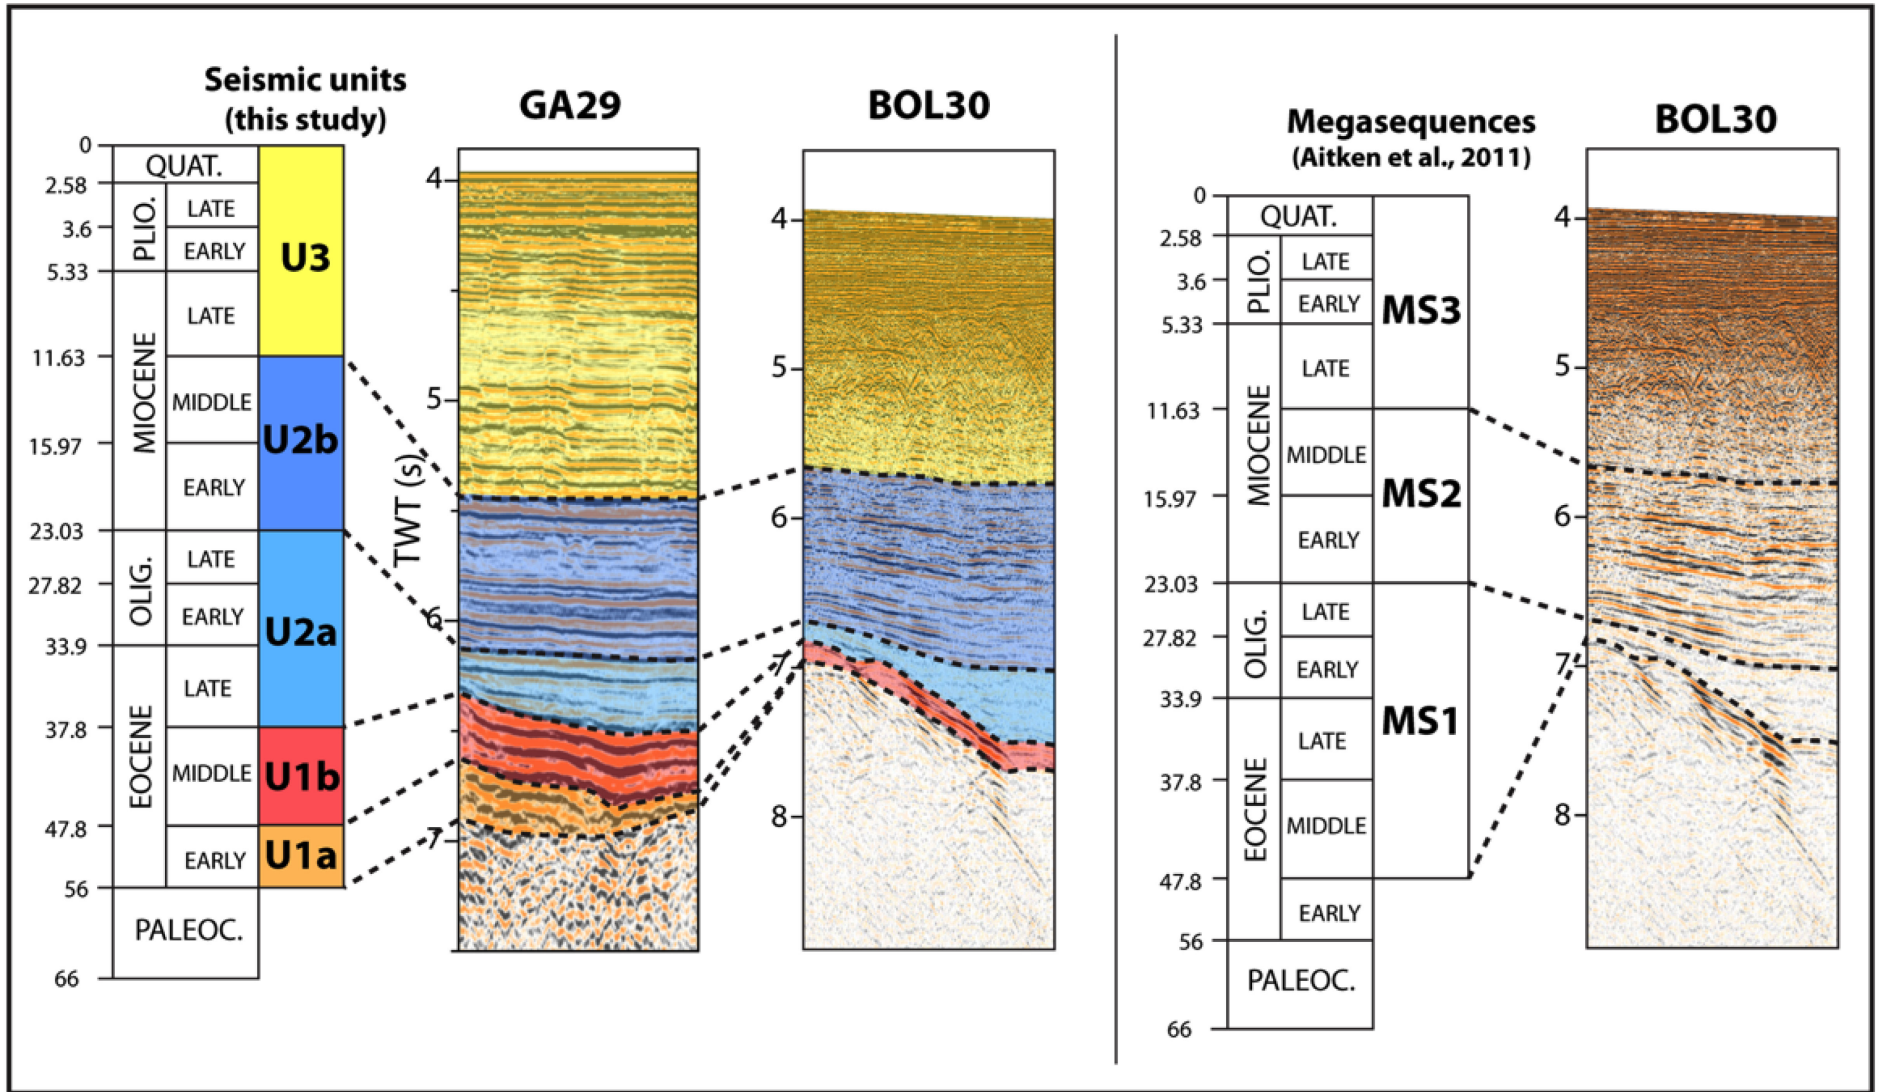 Seismic units
(this study)
GA29
BOL30
0
QUAT.
2.58
PLIO.
LATE
3.6
EARLY
5.33
MIOCENE
LATE
11.63
MIDDLE
15.97
EARLY
23.03
OLIG.
LATE
27.82
EARLY
33.9
EOCENE
LATE
37.8
MIDDLE
47.8
EARLY
56
PALEOC.
66
U3
U2b
U2a
U1b
U1a
TWT (s)
4
5
6
7
4
5
6
7
8
Megasequences
(Aitken et al., 2011)
BOL30
0
QUAT.
2.58
PLIO.
LATE
3.6
EARLY
5.33
MIOCENE
LATE
11.63
MIDDLE
15.97
EARLY
23.03
OLIG.
LATE
27.82
EARLY
33.9
EOCENE
LATE
37.8
MIDDLE
47.8
EARLY
56
PALEOC.
66
MS3
MS2
MS1
4
5
6
7
8